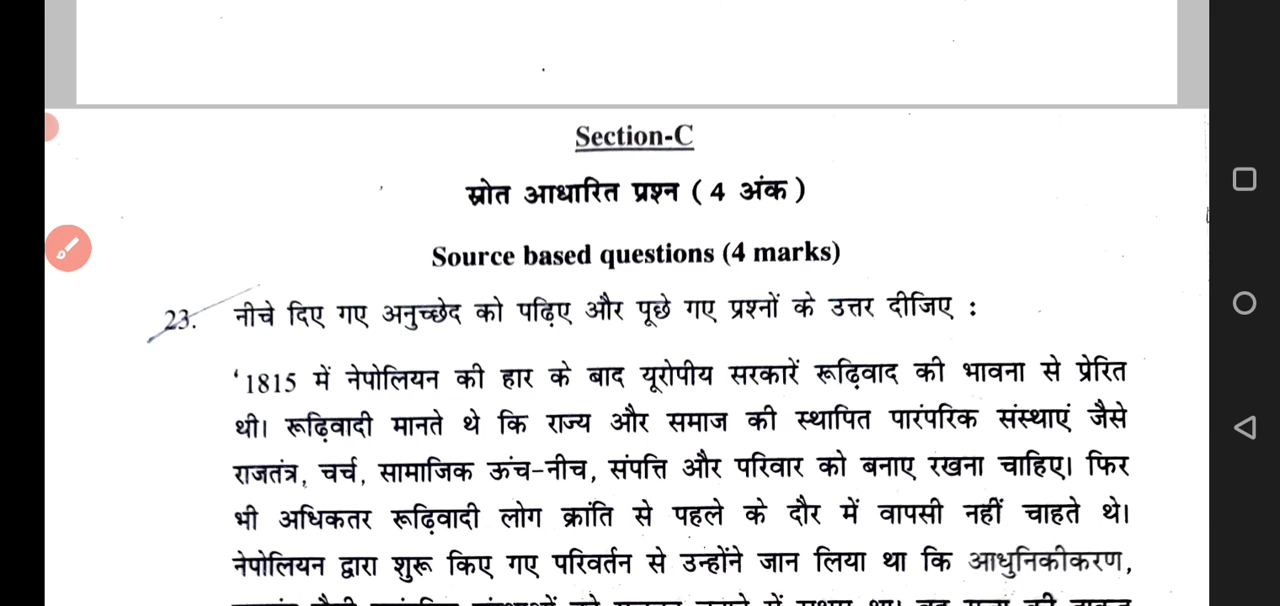 Section-C
स्रोत आधारित प्रश्न ( 4 अंक )
Source based questions (4 marks)
23. नीचे दिए गए अनुच्छेद को पढ़िए और पूछे गए प्रश्नों के उत्तर दीजिए :
‘1815 में नेपोलियन की हार के बाद यूरोपीय सरकारें रूढ़िवाद की भावना से प्रेरित
थी। रूढ़िवादी मानते थे कि राज्य और समाज की स्थापित पारंपरिक संस्थाएं जैसे
राजतंत्र, चर्च, सामाजिक ऊंच-नीच, संपत्ति और परिवार को बनाए रखना चाहिए। फिर
भी अधिकतर रूढ़िवादी लोग क्रांति से पहले के दौर में वापसी नहीं चाहते थे।
नेपोलियन द्वारा शुरू किए गए परिवर्तन से उन्होंने जान लिया था कि आधुनिकीकरण,